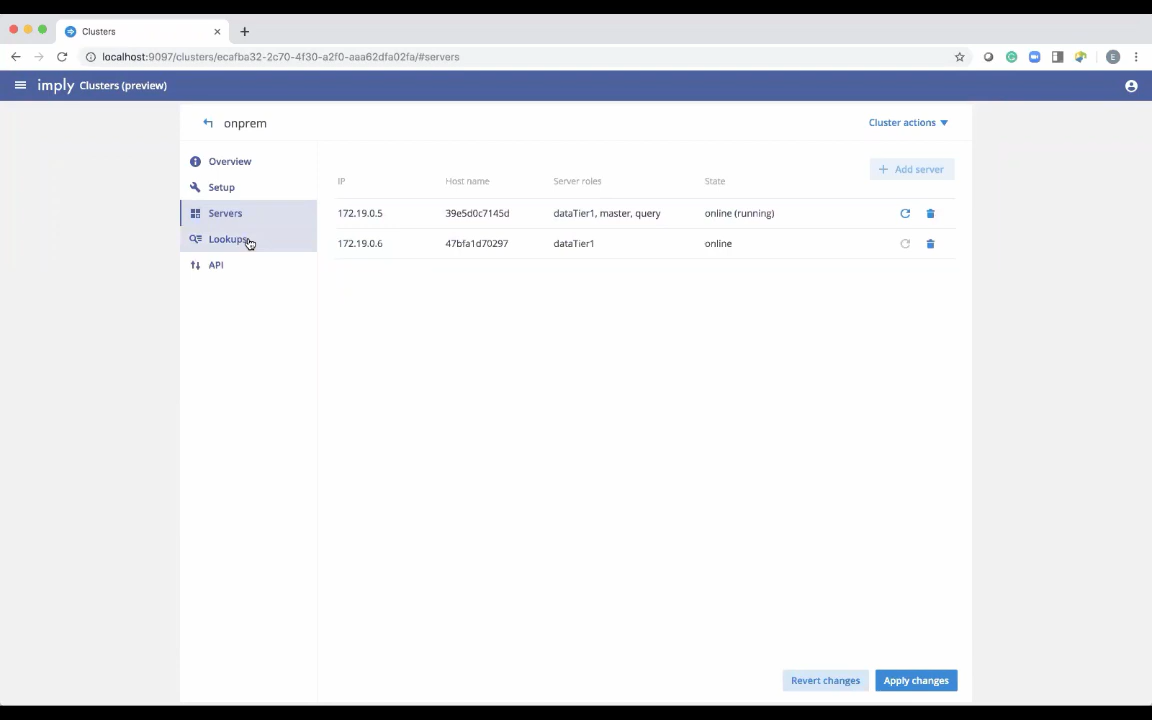 Clusters
localhost:9097/clusters/ecafba32-2c70-4f30-a2f0-aaa62dfa02fa/#servers
E
imply Clusters (preview)
onprem
Cluster actions
Overview
Setup
Servers
Lookups
API
Add server
IP Host name Server roles State
172.19.0.5 39e5d0c7145d dataTier1, master, query online (running)
172.19.0.6 47bfa1d70297 dataTier1 online
Revert changes Apply changes